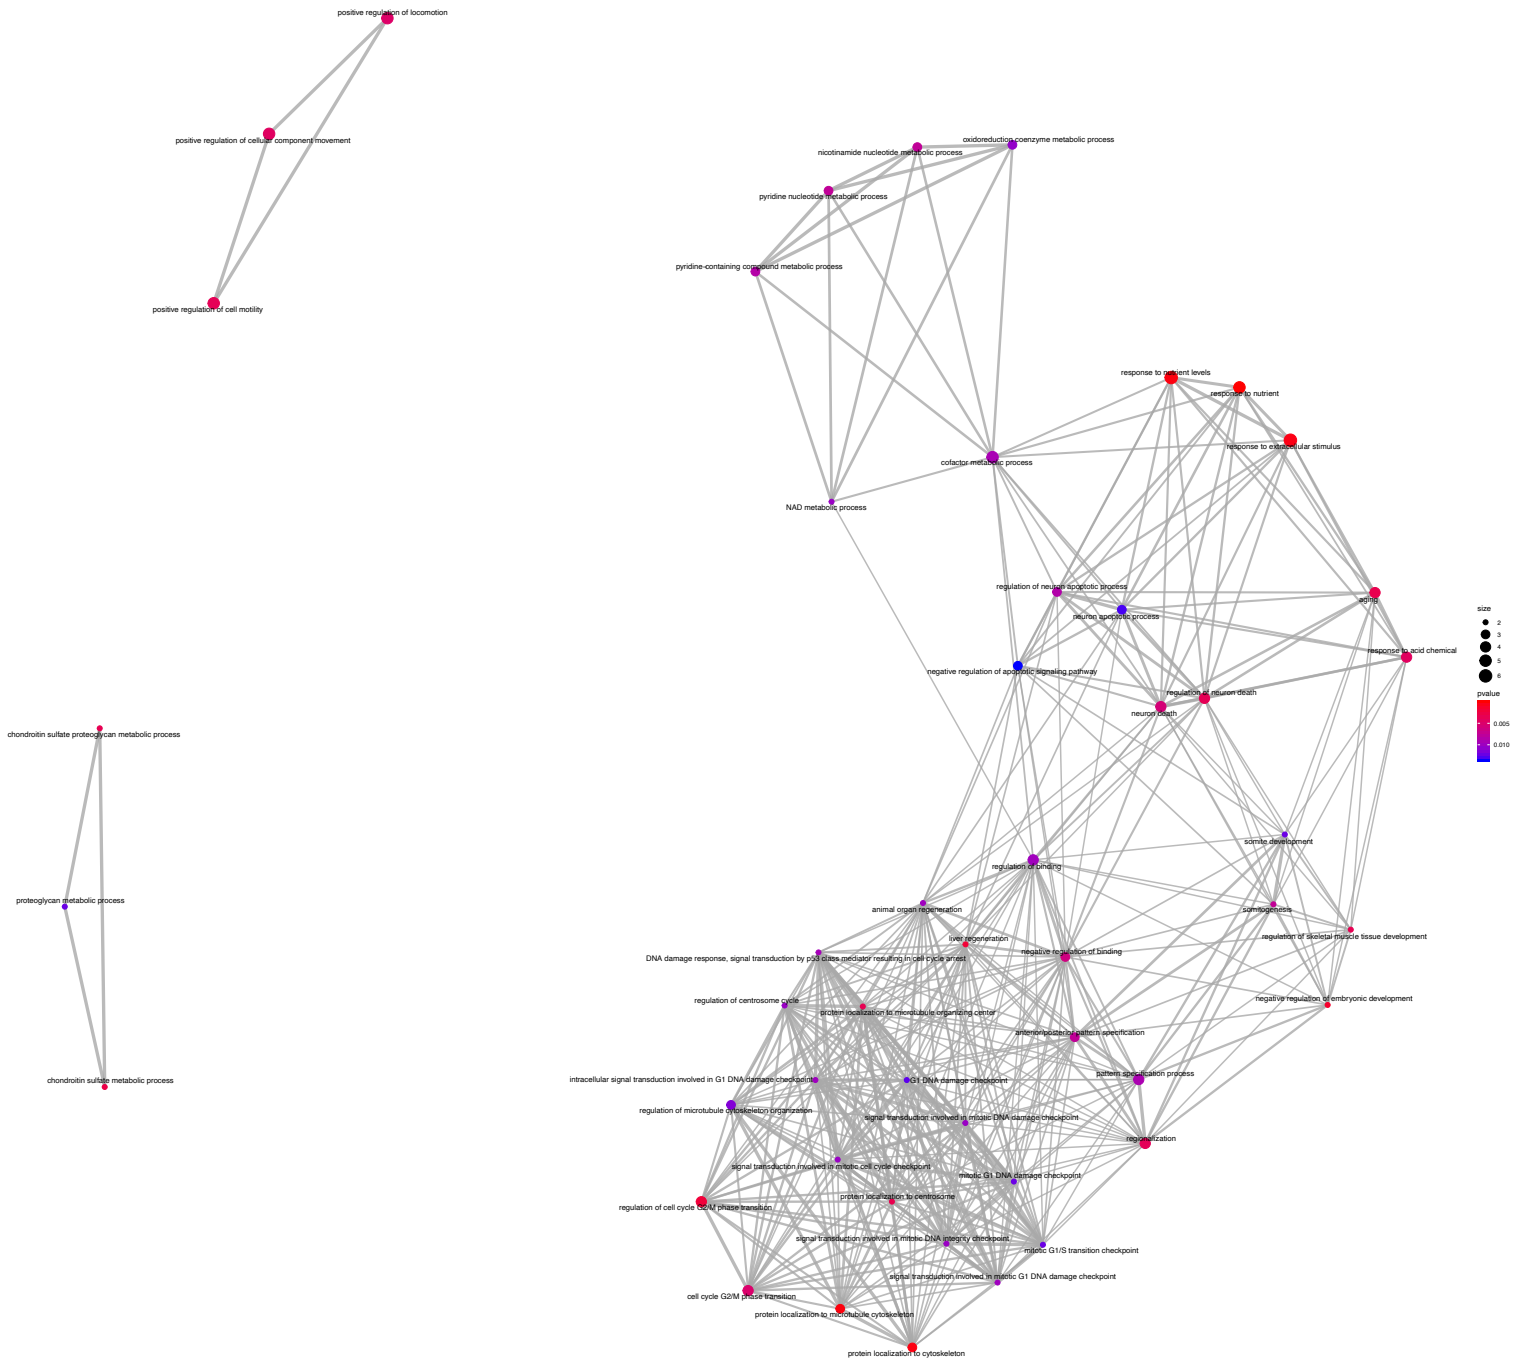 positive regulation of locomotion
positive regulation of cellular component movement
oxidoreduction coenzyme metabolic process
nicotinamide nucleotide metabolic process
pyridine nucleotide metabolic process
pyridine-containing compound metabolic process
positive regulation of cell motility
response to nutrient levels
response to nutrient
response to extracellular stimulus
cofactor metabolic process
NAD metabolic process
regulation of neuron apoptotic process
aging
neuron apoptotic process
size
2
3
4
5
6
pvalue
0.005
0.010
response to acid chemical
negative regulation of apoptotic signaling pathway
regulation of neuron death
neuron death
chondroitin sulfate proteoglycan metabolic process
somite development
regulation of binding
proteoglycan metabolic process
animal organ regeneration
somitogenesis
liver regeneration
regulation of skeletal muscle tissue development
negative regulation of binding
DNA damage response, signal transduction by p53 class mediator resulting in cell cycle arrest
regulation of centrosome cycle
negative regulation of embryonic development
protein localization to microtubule organizing center
anterior/posterior pattern specification
pattern specification process
chondroitin sulfate metabolic process
intracellular signal transduction involved in G1 DNA damage checkpoint
G1 DNA damage checkpoint
regulation of microtubule cytoskeleton organization
signal transduction involved in mitotic DNA damage checkpoint
regionalization
signal transduction involved in mitotic cell cycle checkpoint
mitotic G1 DNA damage checkpoint
protein localization to centrosome
regulation of cell cycle G2/M phase transition
signal transduction involved in mitotic DNA integrity checkpoint
mitotic G1/S transition checkpoint
signal transduction involved in mitotic G1 DNA damage checkpoint
cell cycle G2/M phase transition
protein localization to microtubule cytoskeleton
protein localization to cytoskeleton